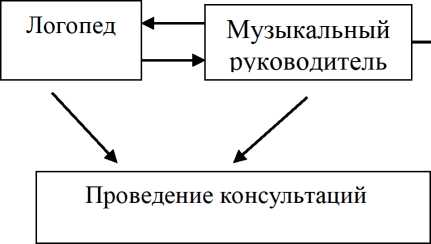 Логопед
Музыкальный
руководитель
Проведение консультаций